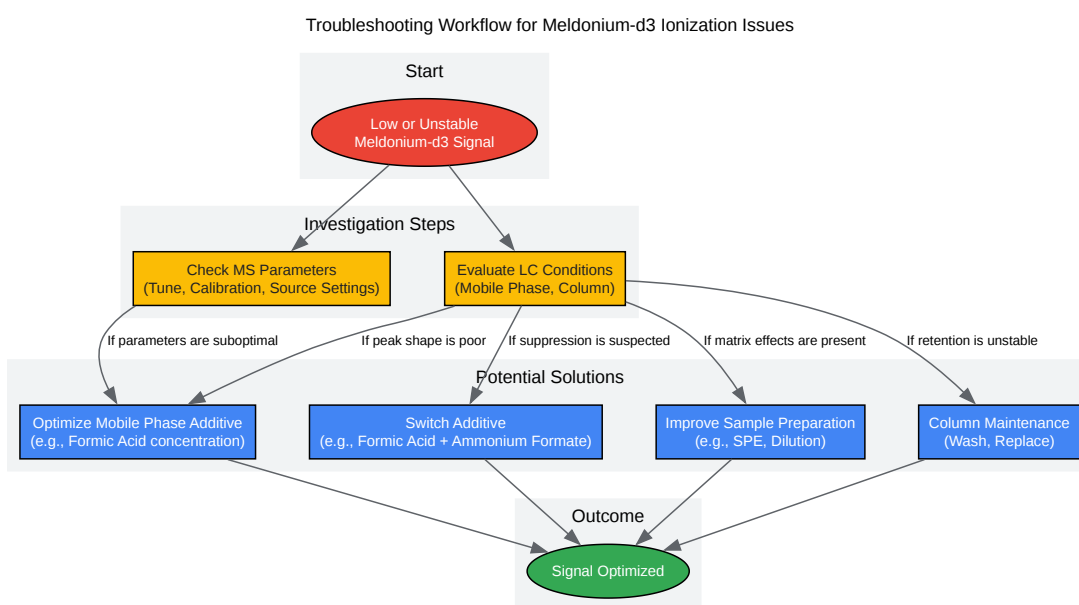 Troubleshooting Workflow for Meldonium-d3 Ionization Issues
Start
Low or Unstable
Meldonium-d3 Signal
Investigation Steps
Check MS Parameters
(Tune, Calibration, Source Settings)
Evaluate LC Conditions
(Mobile Phase, Column)
If parameters are suboptimal
If peak shape is poor
If suppression is suspected
If matrix effects are present
If retention is unstable
Potential Solutions
Optimize Mobile Phase Additive
(e.g., Formic Acid concentration)
Switch Additive
(e.g., Formic Acid + Ammonium Formate)
Improve Sample Preparation
(e.g., SPE, Dilution)
Column Maintenance
(Wash, Replace)
Outcome
Signal Optimized